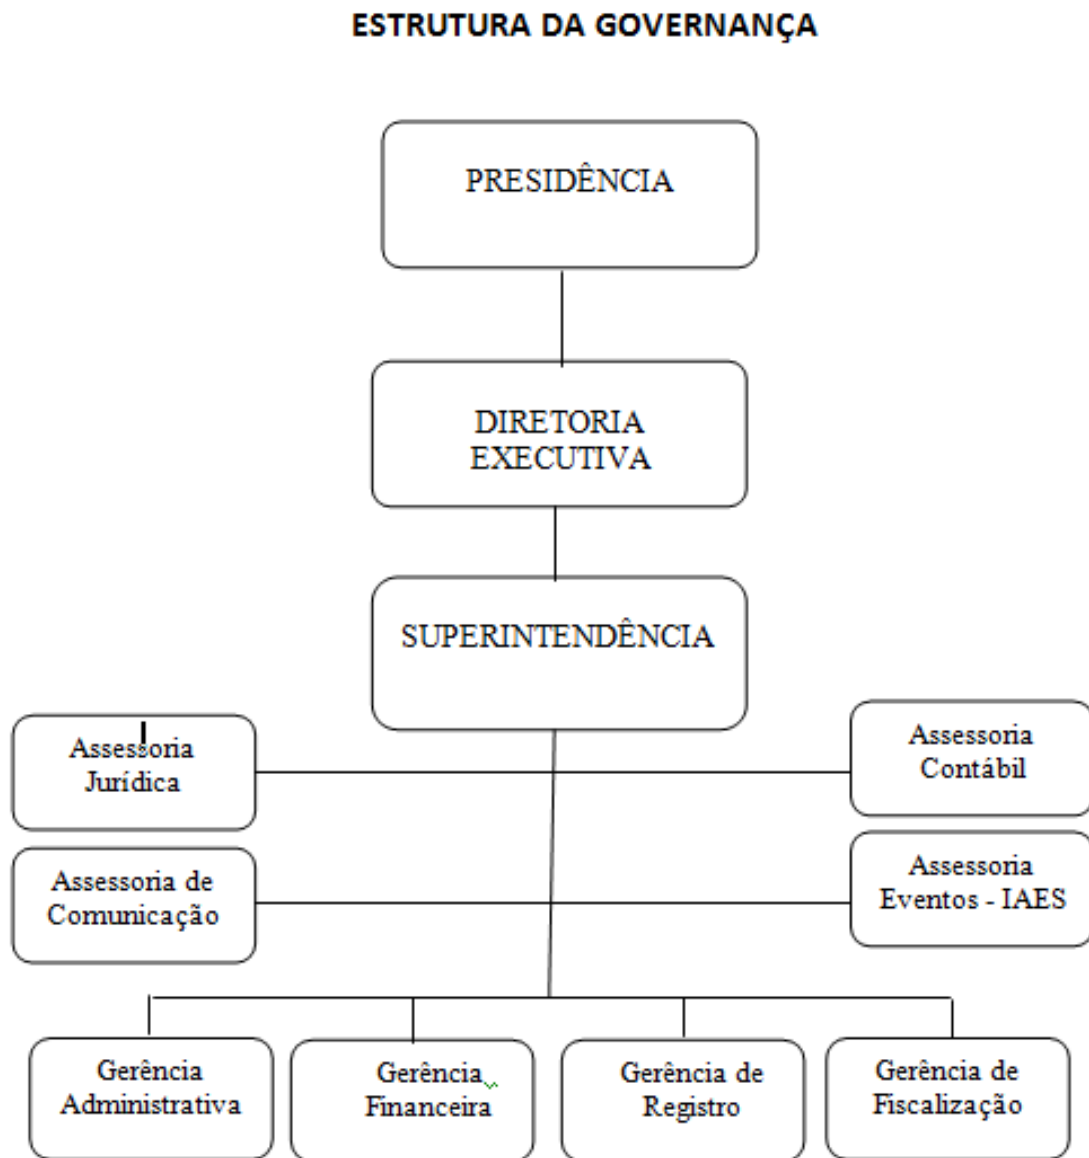 ESTRUTURA DA GOVERNANÇA
PRESIDÊNCIA
DIRETORIA
EXECUTIVA
SUPERINTENDÊNCIA
Assessoria
Jurídica
Assessoria
Contábil
Assessoria de
Comunicação
Assessoria
Eventos - IAES
Gerência
Administrativa
Gerência
Financeira
Gerência de
Registro
Gerência de
Fiscalização